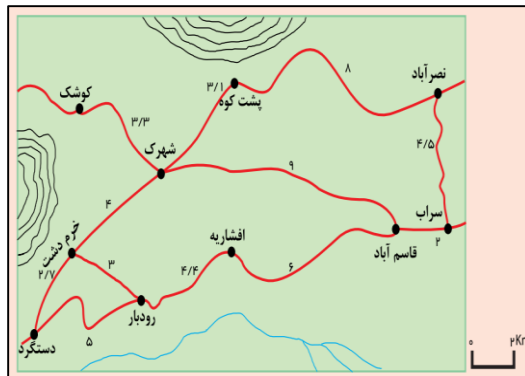 نصرآباد
۸
۳/۱
پشت کوه
کوشک
۳/۳
شهرک
۴/۵
۹
۴
سراب
۲
قاسم آباد
افشاریه
خرم دشت
۳
۲/۷
۴/۴
۶
رودبار
۵
دستگرد
۰ ۲Km